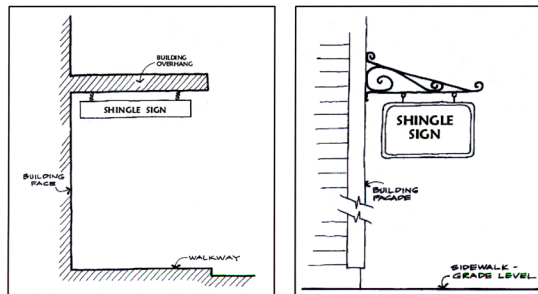 BUILDING
OVERHANG
SHINGLE SIGN
BUILDING
FACE
WALKWAY
SHINGLE
SIGN
BUILDING
FACADE
SIDEWALK -
GRADE LEVEL